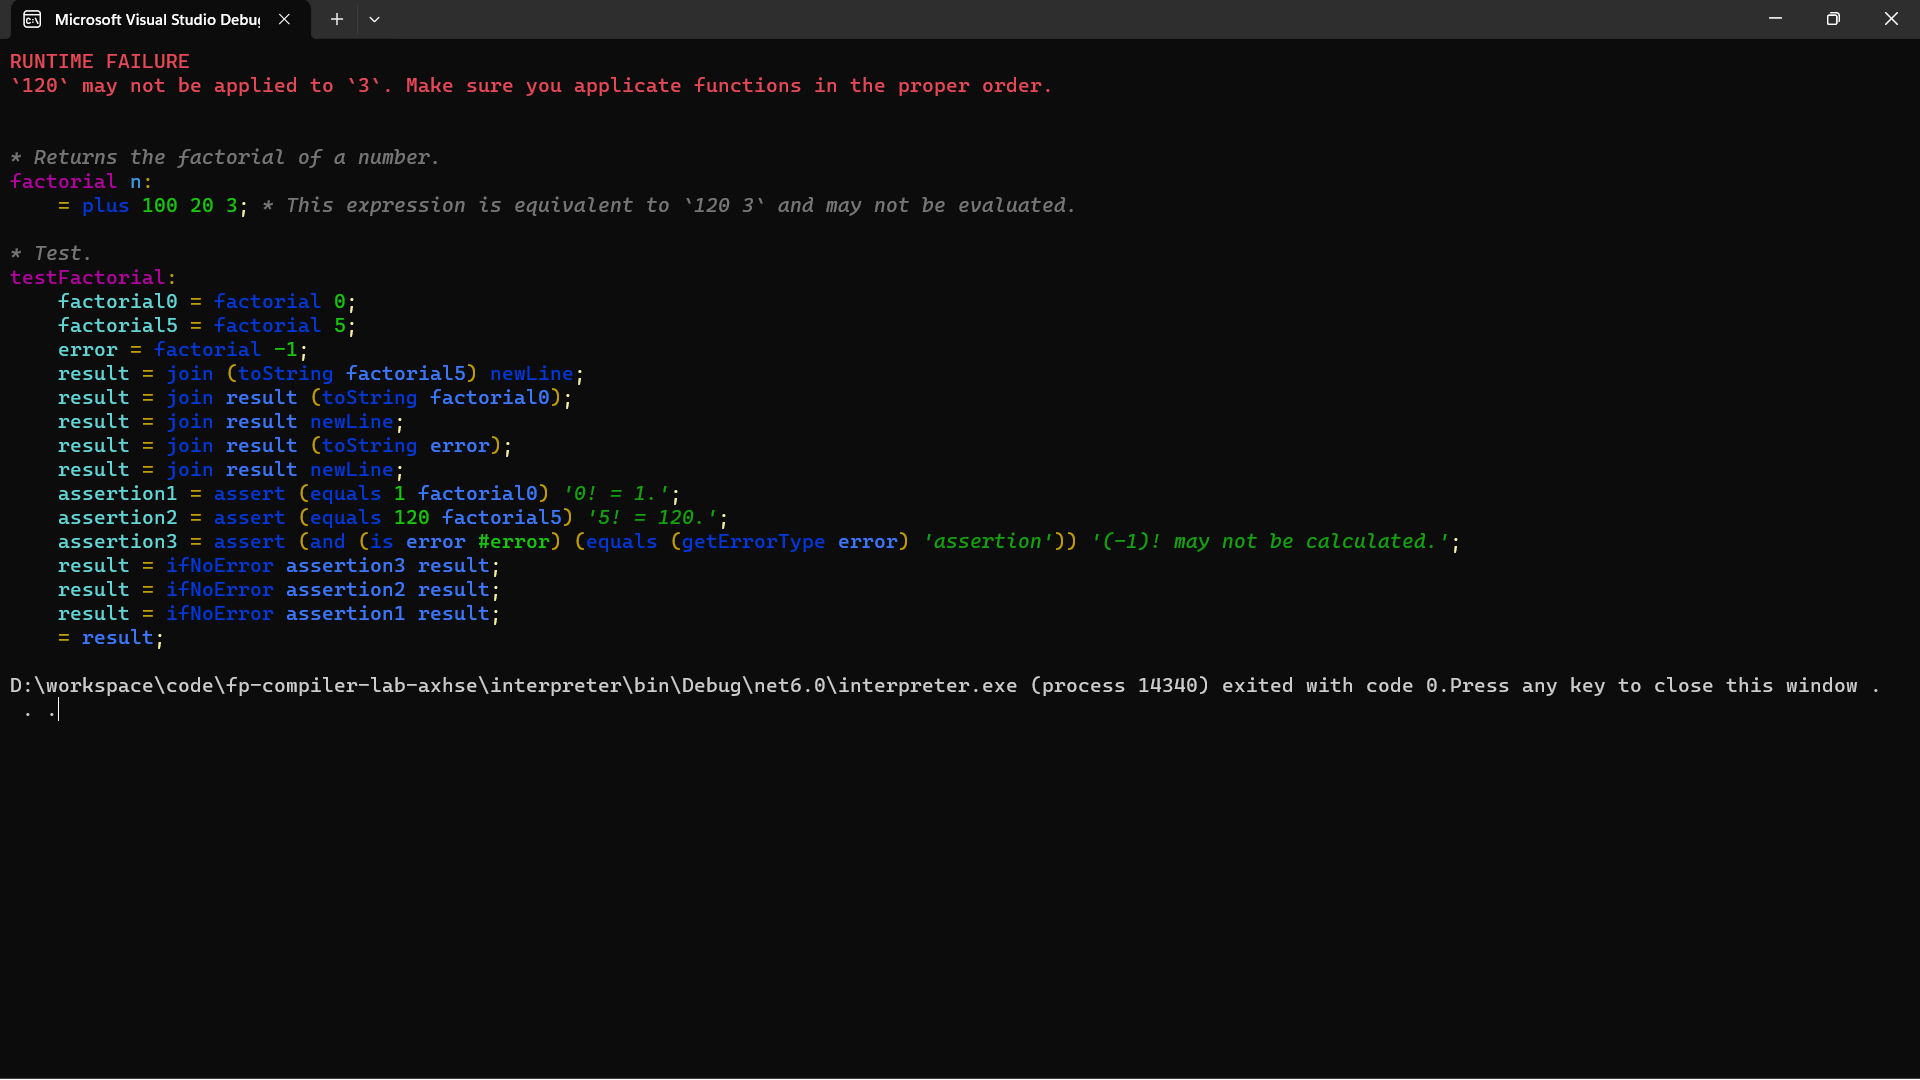 Microsoft Visual Studio Debug
RUNTIME FAILURE
`120` may not be applied to `3`. Make sure you applicate functions in the proper order.
* Returns the factorial of a number.
factorial n:
    = plus 100 20 3; * This expression is equivalent to `120 3` and may not be evaluated.
* Test.
testFactorial:
    factorial0 = factorial 0;
    factorial5 = factorial 5;
    error = factorial -1;
    result = join (toString factorial5) newLine;
    result = join result (toString factorial0);
    result = join result newLine;
    result = join result (toString error);
    result = join result newLine;
    assertion1 = assert (equals 1 factorial0) '0! = 1.';
    assertion2 = assert (equals 120 factorial5) '5! = 120.';
    assertion3 = assert (and (is error #error) (equals (getErrorType error) 'assertion')) '(-1)! may not be calculated.';
    result = ifNoError assertion3 result;
    result = ifNoError assertion2 result;
    result = ifNoError assertion1 result;
    = result;
D:\workspace\code\fp-compiler-lab-axhse\interpreter\bin\Debug\net6.0\interpreter.exe (process 14340) exited with code 0.Press any key to close this window .
 . .